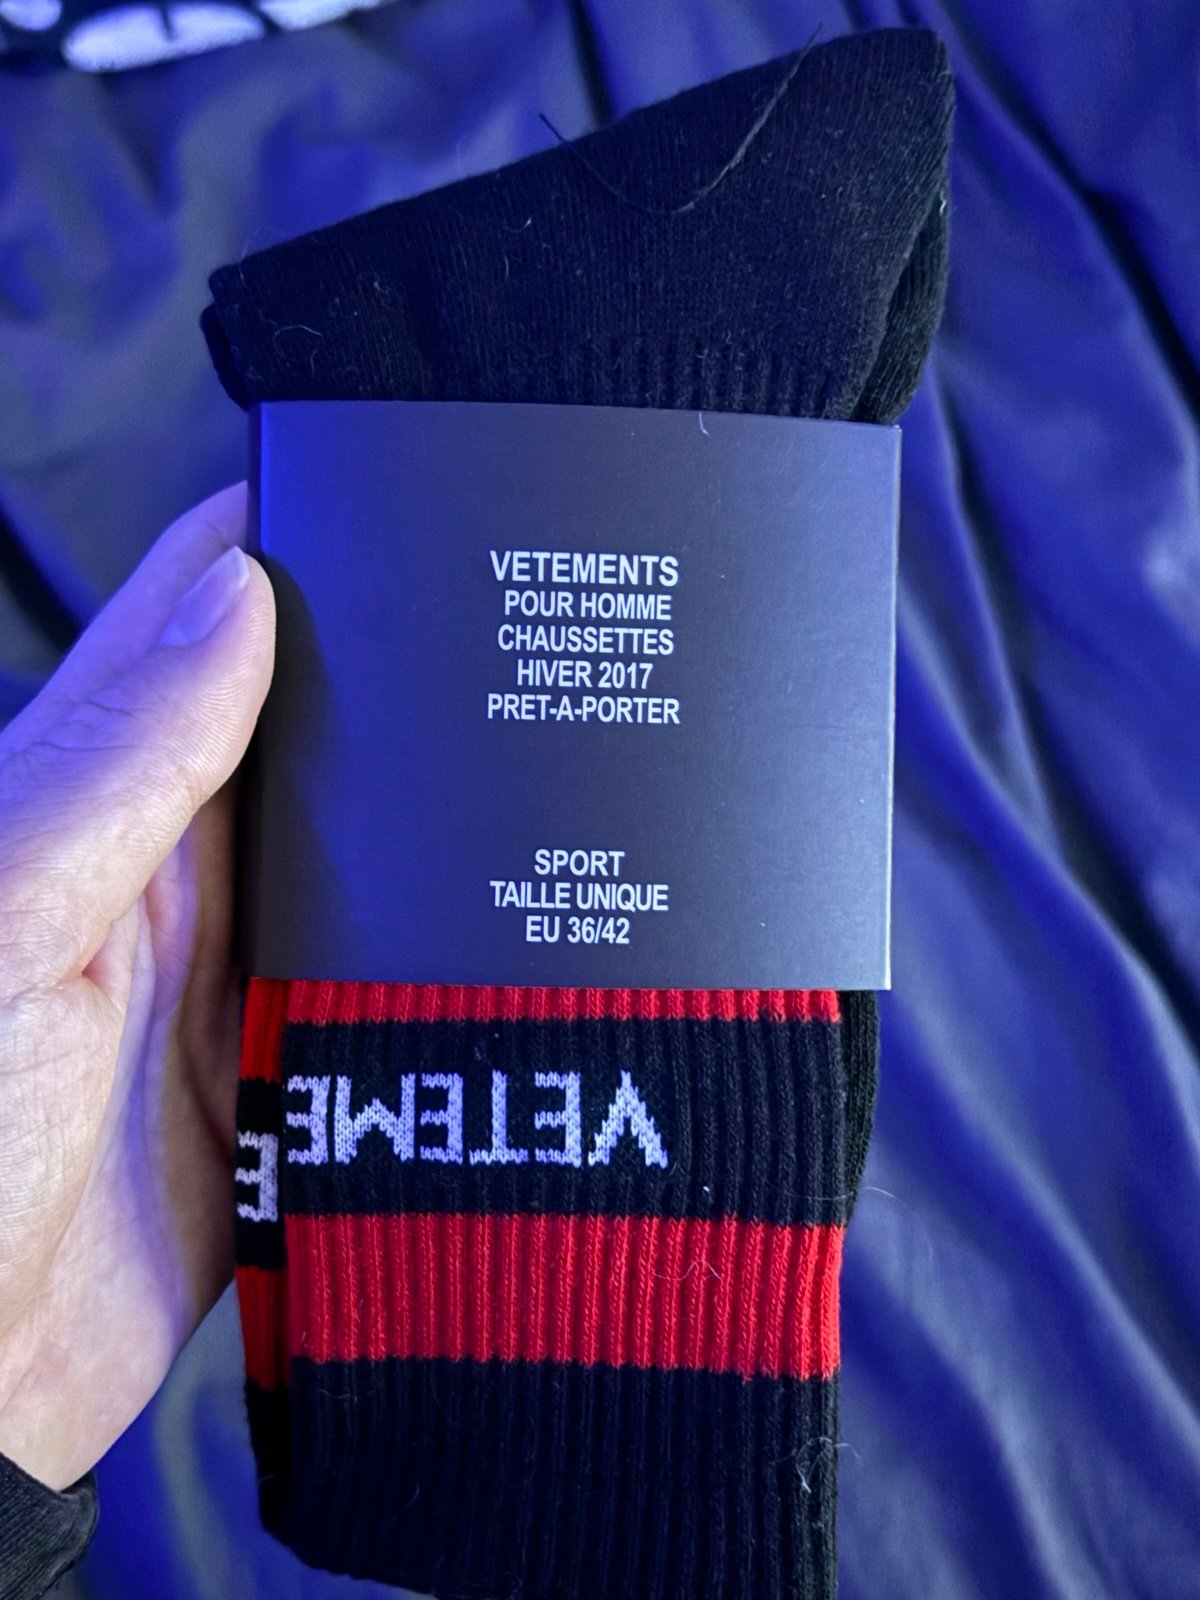 VETEMENTS
POUR HOMME
CHAUSSETTES
HIVER 2017
PRET-A-PORTER
SPORT
TAILLE UNIQUE
EU 36/42
VETEME
E